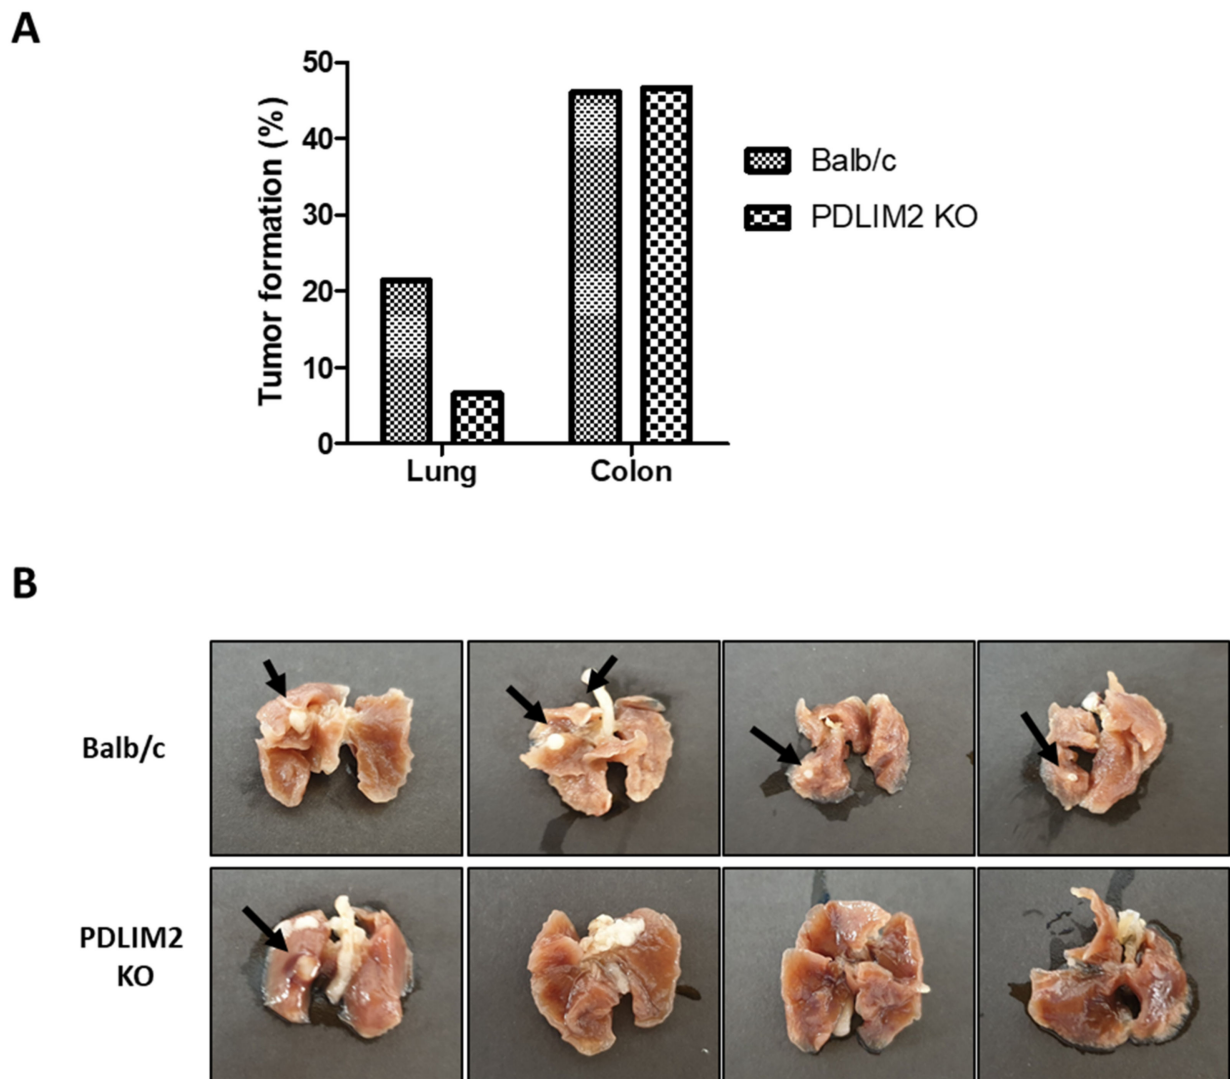 A
50
40
30
20
10
0
Tumor formation (%)
Lung
Colon
Balb/c
PDLIM2 KO
B
Balb/c
PDLIM2
KO